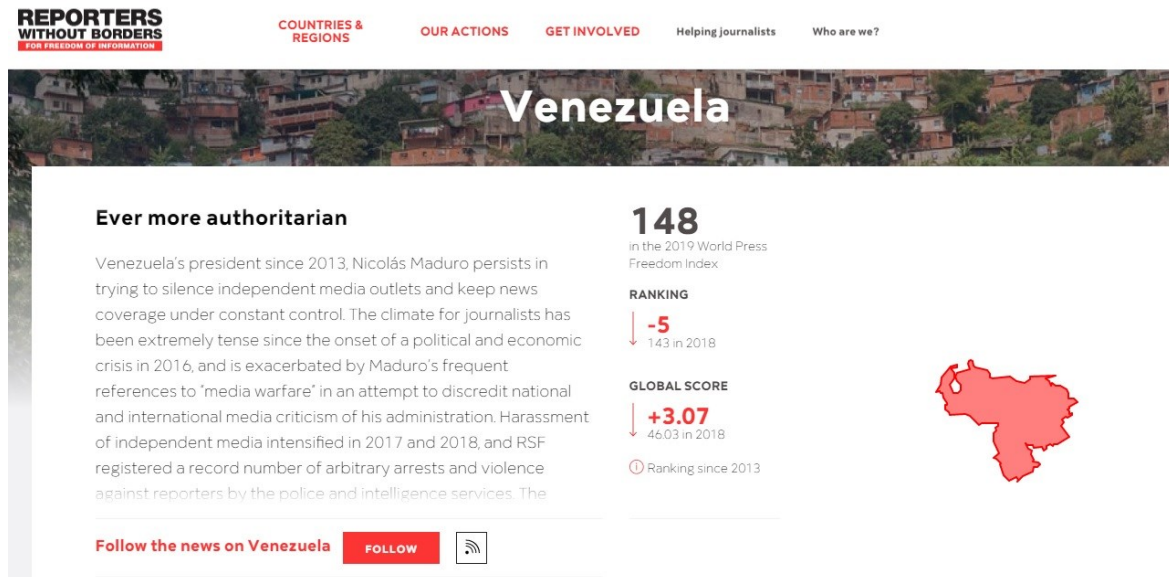 REPORTERS
WITHOUT BORDERS
FOR FREEDOM OF INFORMATION
COUNTRIES &
REGIONS
OUR ACTIONS
GET INVOLVED
Helping journalists
Who are we?
Venezuela
Ever more authoritarian
Venezuela's president since 2013, Nicolás Maduro persists in
trying to silence independent media outlets and keep news
coverage under constant control. The climate for journalists has
been extremely tense since the onset of a political and economic
crisis in 2016, and is exacerbated by Maduro's frequent
references to "media warfare" in an attempt to discredit national
and international media criticism of his administration. Harassment
of independent media intensified in 2017 and 2018, and RSF
registered a record number of arbitrary arrests and violence
against reporters by the police and intelligence services. The
148
in the 2019 World Press
Freedom Index
RANKING
-5
143 in 2018
GLOBAL SCORE
+3.07
46.03 in 2018
Ranking since 2013
Follow the news on Venezuela
FOLLOW